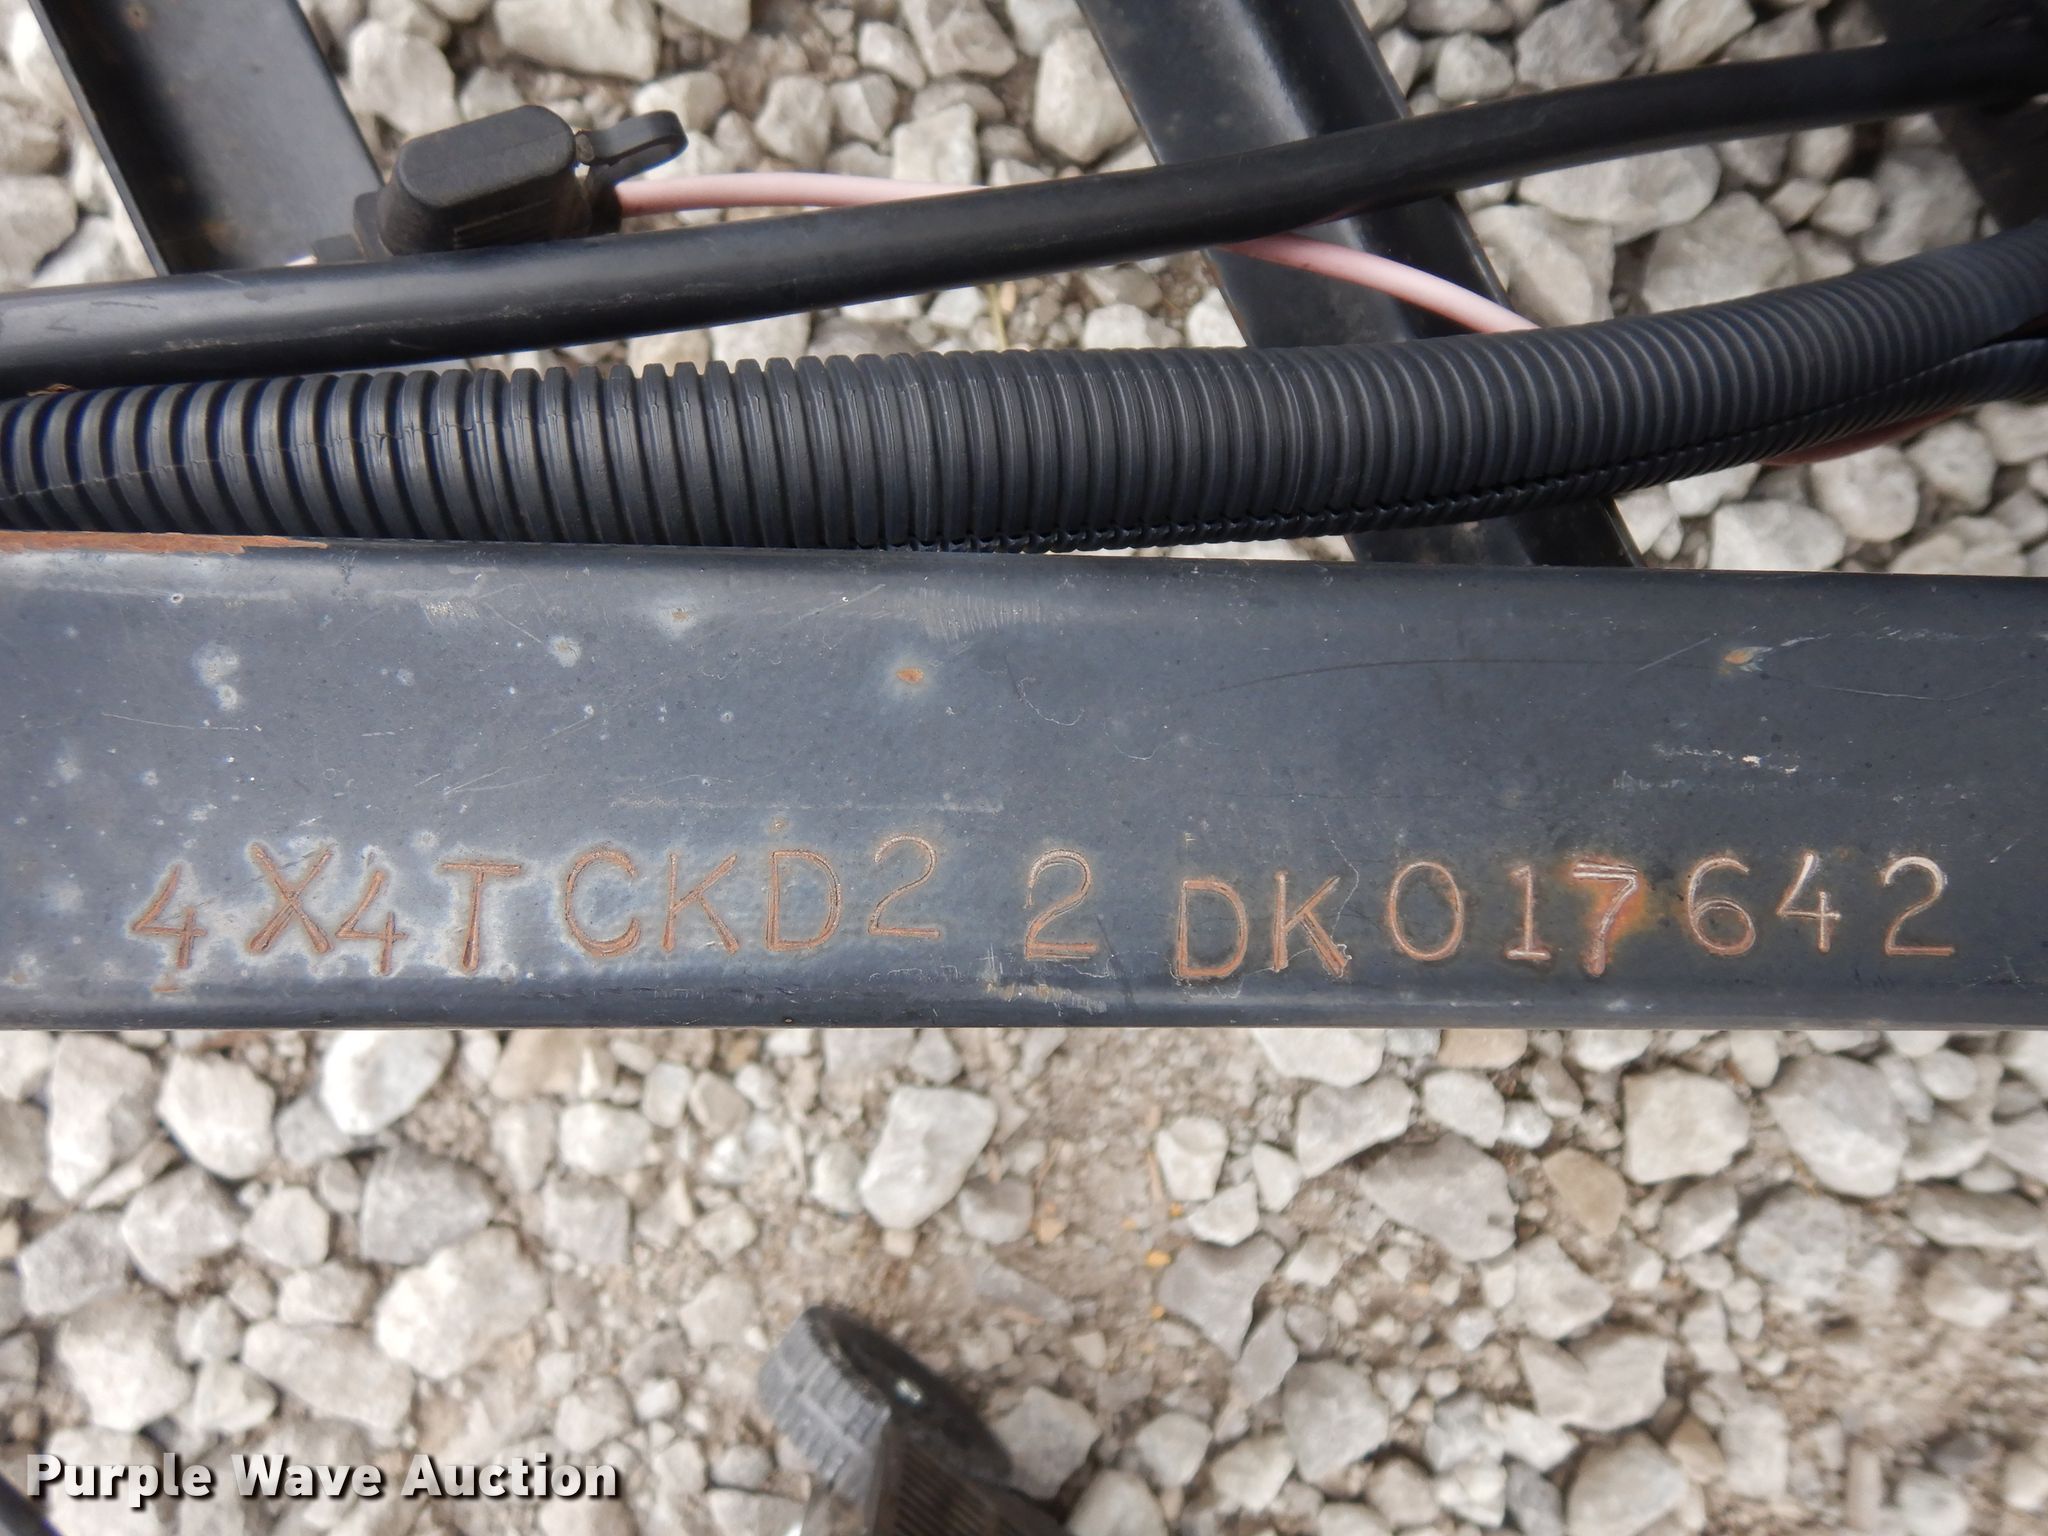 4X4TCKD2 2 DK017642
Purple Wave Auction